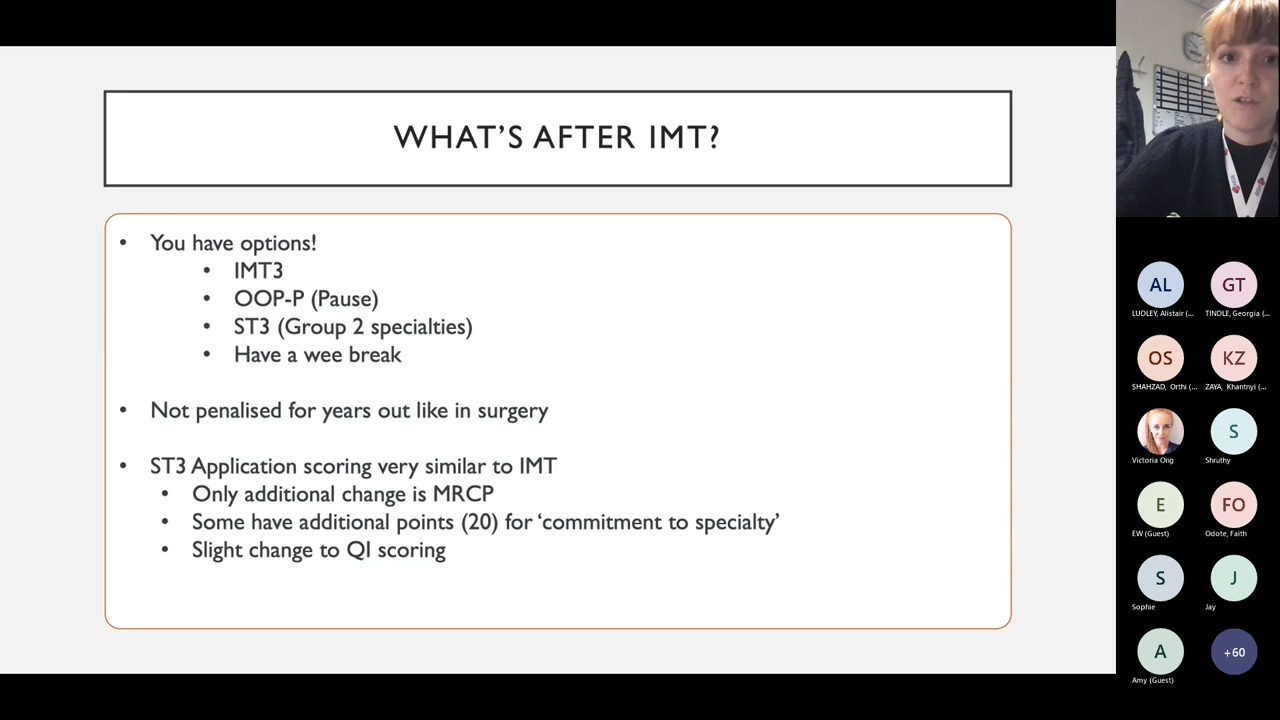 WHAT'S AFTER IMT?
• You have options!
• IMT3
• OOP-P (Pause)
• ST3 (Group 2 specialties)
• Have a wee break
• Not penalised for years out like in surgery
• ST3 Application scoring very similar to IMT
• Only additional change is MRCP
• Some have additional points (20) for 'commitment to specialty'
• Slight change to QI scoring
AL GT
LUDLEY, Alistair (... TINDLE, Georgia (...
OS KZ
SHAHZAD, Orthi (... ZAYA, Khantnyi (...
S
Victoria Ong Shruthy
E FO
EW (Guest) Odote, Faith
S J
Sophie Jay
A +60
Amy (Guest)